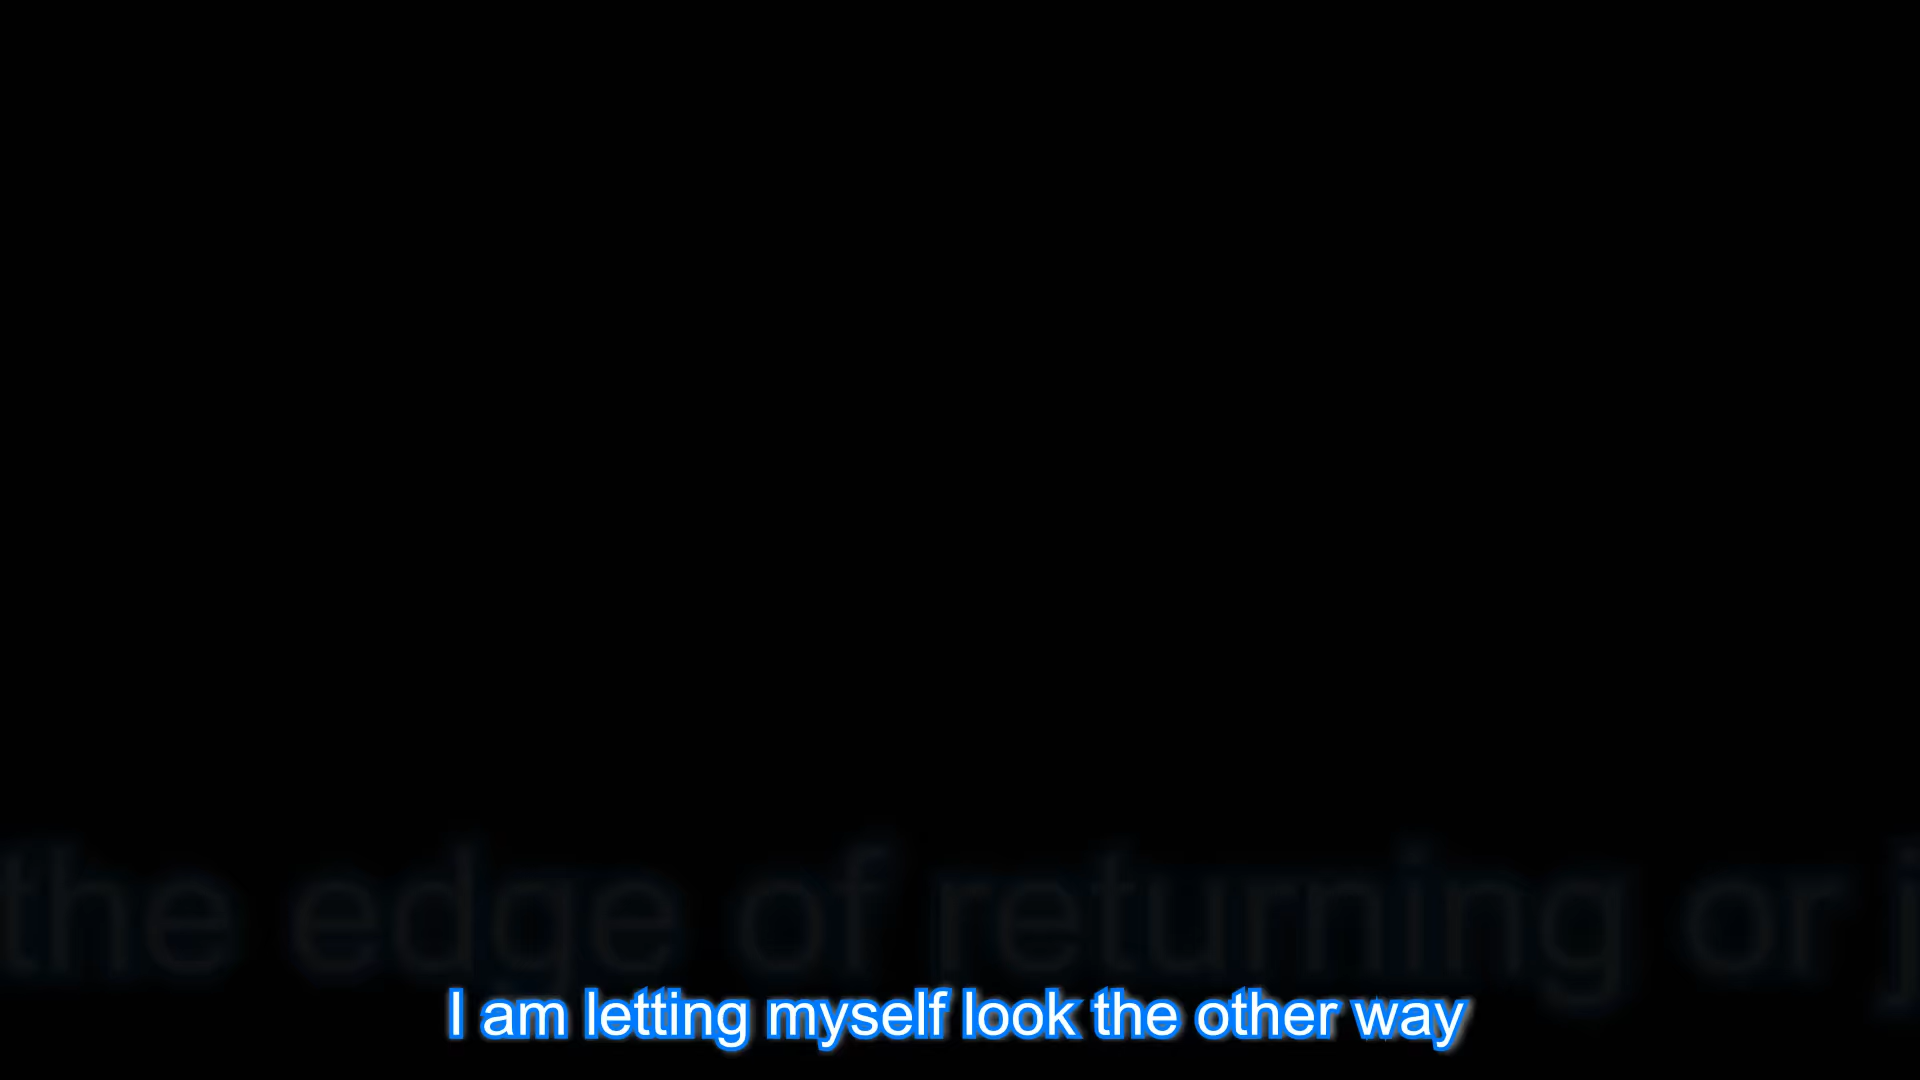 the edge of returning or
I am letting myself look the other way